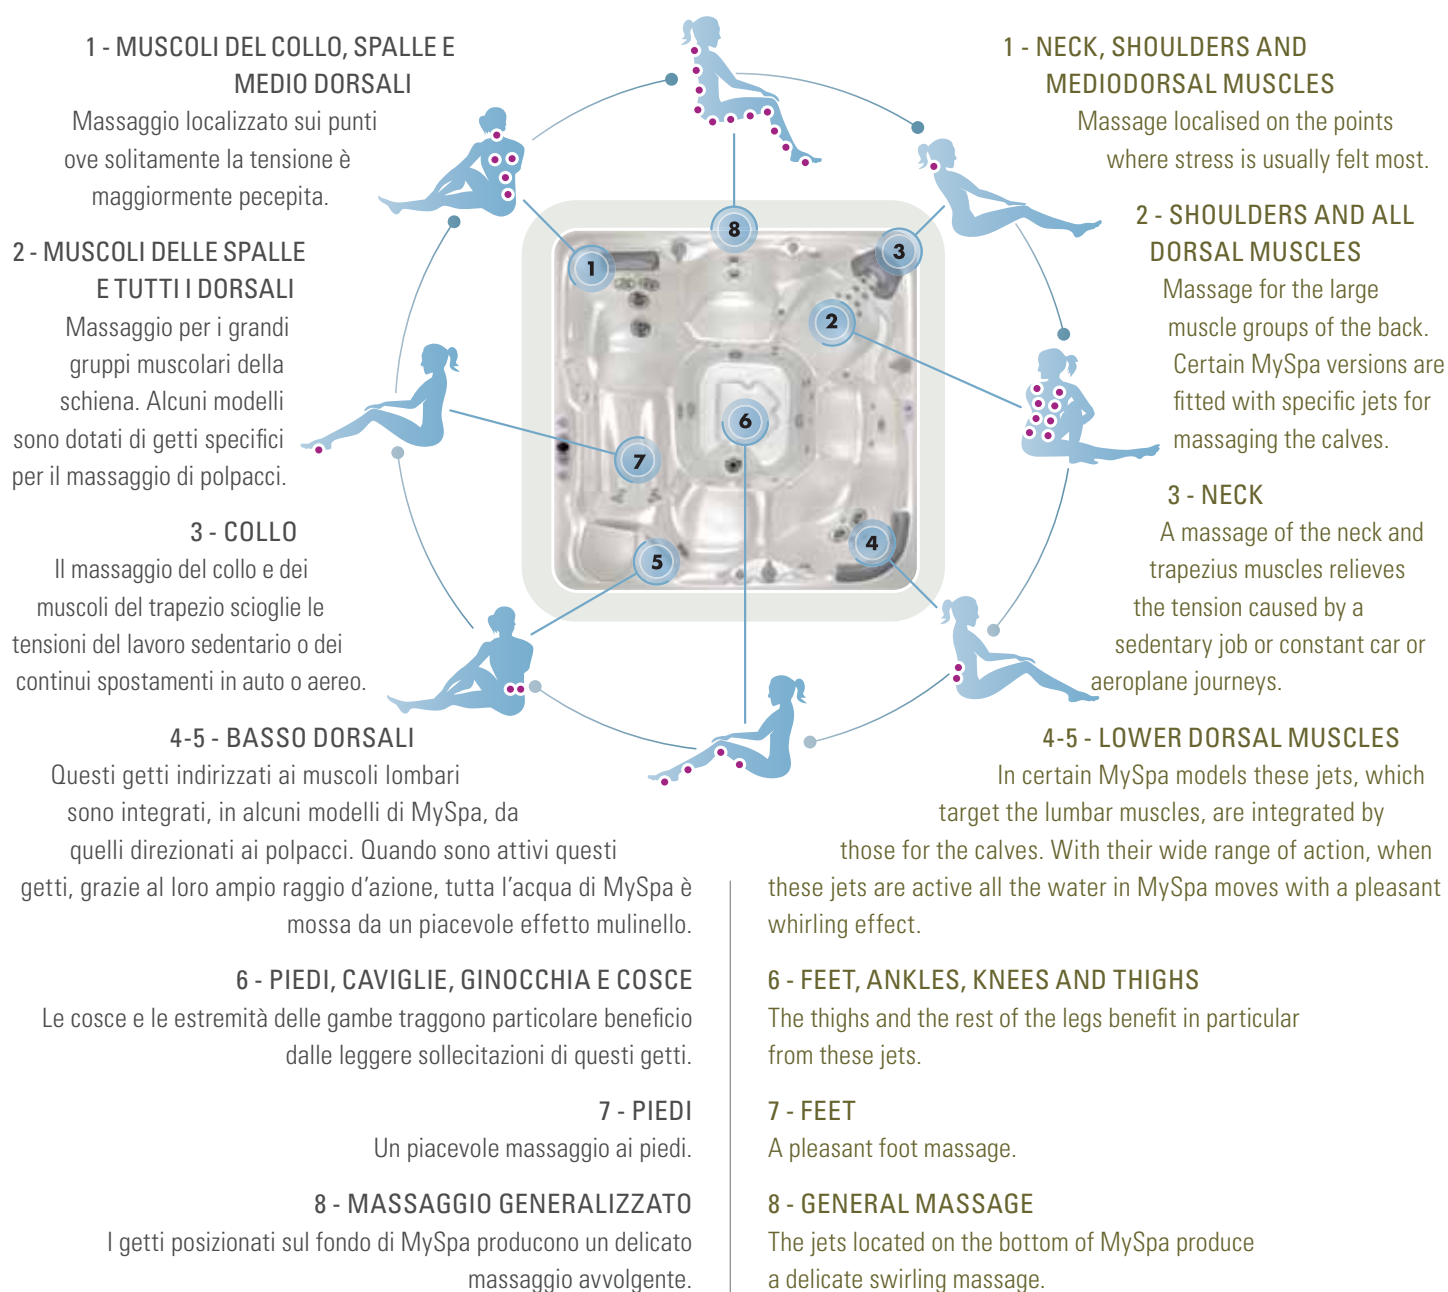 1 - MUSCOLI DEL COLLO, SPALLE E
MEDIO DORSALI
Massaggio localizzato sui punti
ove solitamente la tensione è
maggiormente pecepita.
2 - MUSCOLI DELLE SPALLE
E TUTTI I DORSALI
Massaggio per i grandi
gruppi muscolari della
schiena. Alcuni modelli
sono dotati di getti specifici
per il massaggio di polpacci.
3 - COLLO
Il massaggio del collo e dei
muscoli del trapezio scioglie le
tensioni del lavoro sedentario o dei
continui spostamenti in auto o aereo.
4-5 - BASSO DORSALI
Questi getti indirizzati ai muscoli lombari
sono integrati, in alcuni modelli di MySpa, da
quelli direzionati ai polpacci. Quando sono attivi questi
getti, grazie al loro ampio raggio d'azione, tutta l'acqua di MySpa è
mossa da un piacevole effetto mulinello.
6 - PIEDI, CAVIGLIE, GINOCCHIA E COSCE
Le cosce e le estremità delle gambe traggono particolare beneficio
dalle leggere sollecitazioni di questi getti.
7 - PIEDI
Un piacevole massaggio ai piedi.
8 - MASSAGGIO GENERALIZZATO
I getti posizionati sul fondo di MySpa producono un delicato
massaggio avvolgente.
8
1
3
2
6
7
5
4
1 - NECK, SHOULDERS AND
MEDIODORSAL MUSCLES
Massage localised on the points
where stress is usually felt most.
2 - SHOULDERS AND ALL
DORSAL MUSCLES
Massage for the large
muscle groups of the back.
Certain MySpa versions are
fitted with specific jets for
massaging the calves.
3 - NECK
A massage of the neck and
trapezius muscles relieves
the tension caused by a
sedentary job or constant car or
aeroplane journeys.
4-5 - LOWER DORSAL MUSCLES
In certain MySpa models these jets, which
target the lumbar muscles, are integrated by
those for the calves. With their wide range of action, when
these jets are active all the water in MySpa moves with a pleasant
whirling effect.
6 - FEET, ANKLES, KNEES AND THIGHS
The thighs and the rest of the legs benefit in particular
from these jets.
7 - FEET
A pleasant foot massage.
8 - GENERAL MASSAGE
The jets located on the bottom of MySpa produce
a delicate swirling massage.